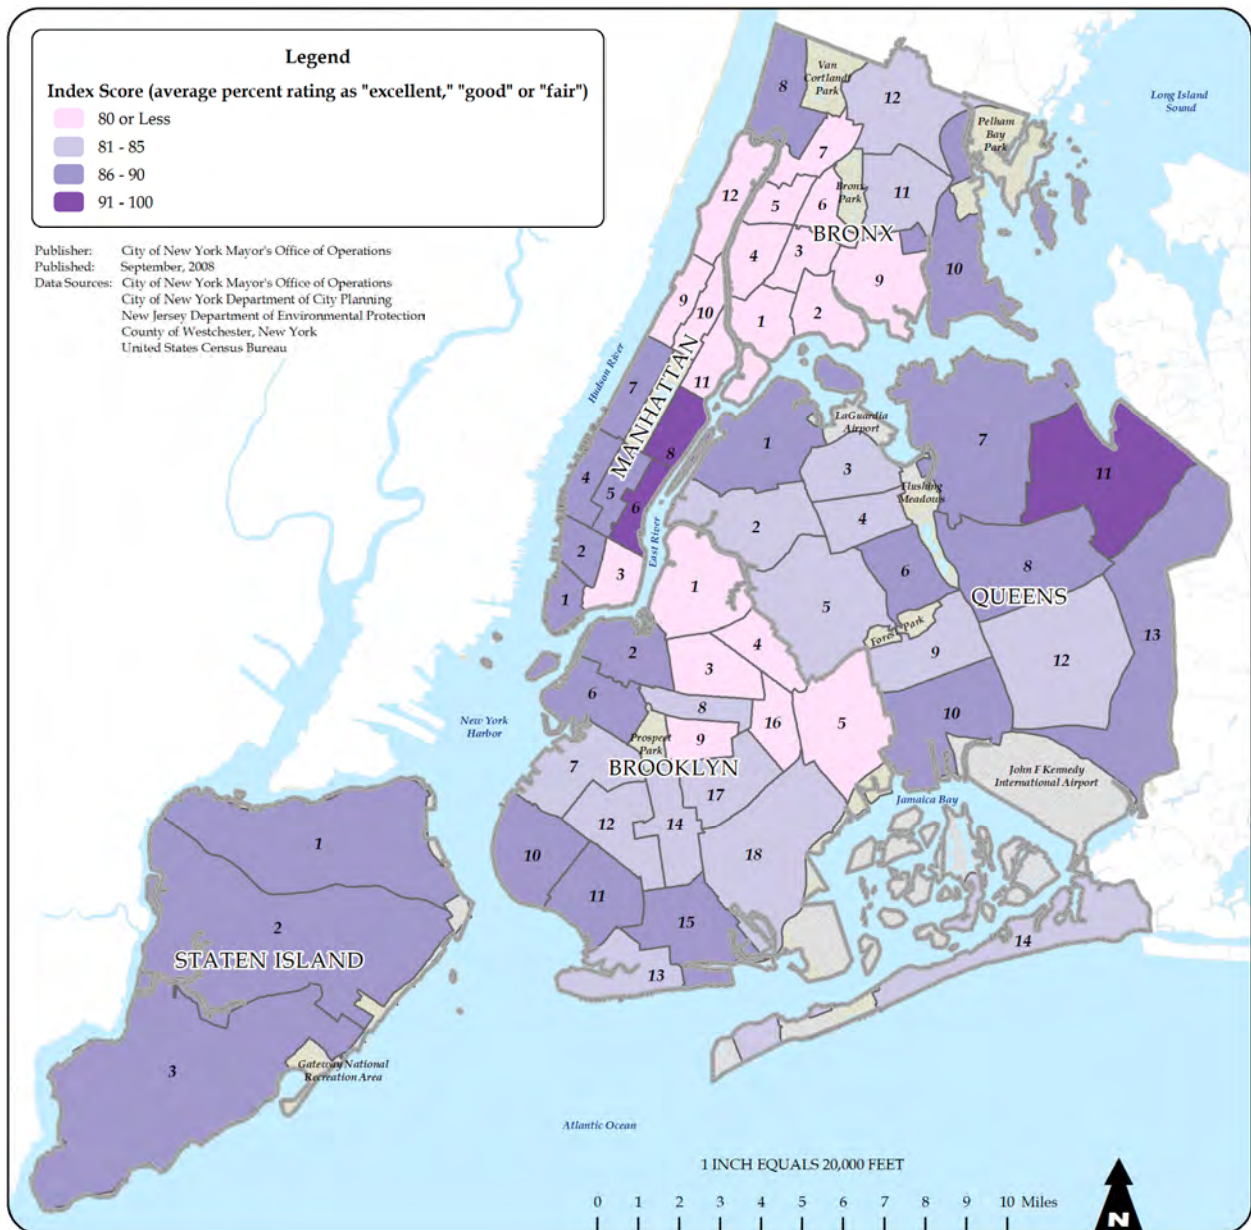 Legend
Index Score (average percent rating as "excellent," "good" or "fair")
80 or Less
81 - 85
86 - 90
91 - 100
Publisher: City of New York Mayor's Office of Operations
Published: September, 2008
Data Sources: City of New York Mayor's Office of Operations
City of New York Department of City Planning
New Jersey Department of Environmental Protection
County of Westchester, New York
United States Census Bureau
Van
Cortlandt
Park
8
12
Long Island
Sound
Pelham
Bay
Park
7
12
5
6
Bronx
Park
11
BRONX
4
3
9
10
9
10
1
2
Hudson River
7
MANHATTAN
11
LaGuardia
Airport
1
7
8
3
11
4
5
6
Flushing
Meadows
4
2
East River
2
3
6
8
1
1
5
QUEENS
Forest Park
4
13
2
3
9
12
6
8
5
10
New York
Harbor
16
9
Prospect
Park
BROOKLYN
7
17
John F Kennedy
International Airport
Jamaica Bay
12
14
1
10
18
11
15
2
14
STATEN ISLAND
13
3
Gateway National
Recreation Area
Atlantic Ocean
1 INCH EQUALS 20,000 FEET
0 1 2 3 4 5 6 7 8 9 10 Miles
N